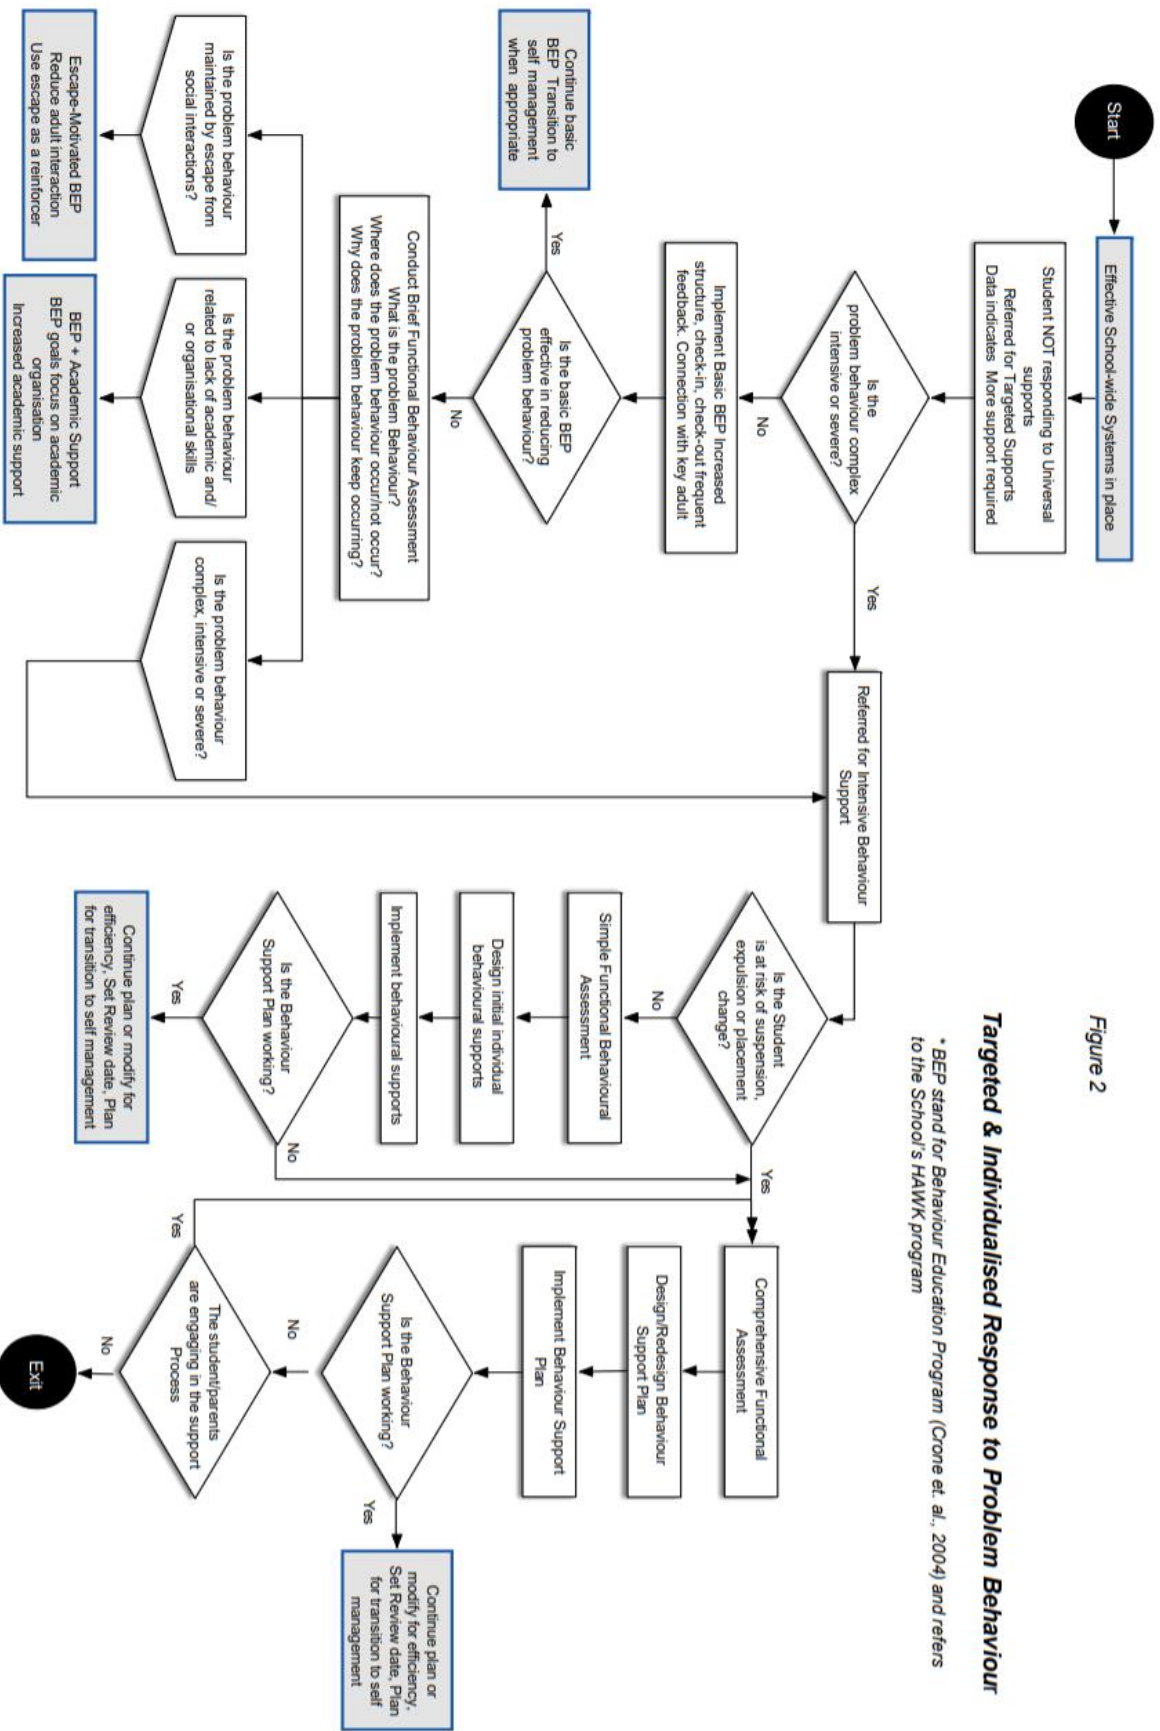 Figure 2
Targeted & Individualised Response to Problem Behaviour
* BEP stand for Behaviour Education Program (Crone et. al., 2004) and refers
to the School's HAWK program
Start
Effective School-wide Systems in place
Student NOT responding to Universal
supports
Referred for Targeted Supports
Data indicates More support required
Is the
problem behaviour complex
intensive or severe?
Yes
No
Implement Basic BEP Increased
structure, check-in, check-out frequent
feedback. Connection with key adult
Is the basic BEP
effective in reducing
problem behaviour?
Yes
Continue basic
BEP Transition to
self management
when appropriate
No
Conduct Brief Functional Behaviour Assessment
What is the problem Behaviour?
Where does the problem behaviour occur/not occur?
Why does the problem behaviour keep occurring?
Is the problem behaviour
maintained by escape from
social interactions?
Escape-Motivated BEP
Reduce adult interaction
Use escape as a reinforcer
Is the problem behaviour
related to lack of academic and/
or organisational skills
BEP + Academic Support
BEP goals focus on academic
organisation
Increased academic support
Is the problem behaviour
complex, intensive or severe?
Referred for Intensive Behaviour
Support
Is the Student
is at risk of suspension,
expulsion or placement
change?
Yes
No
Simple Functional Behavioural
Assessment
Design initial individual
behavioural supports
Implement behavioural supports
Is the Behaviour
Support Plan working?
No
Yes
Continue plan or modify for
efficiency, Set Review date, Plan
for transition to self management
Comprehensive Functional
Assessment
Design/Redesign Behaviour
Support Plan
Implement Behaviour Support
Plan
Is the Behaviour
Support Plan working?
Yes
Continue plan or
modify for efficiency,
Set Review date, Plan
for transition to self
management
No
The student/parents
are engaging in the support
Process
Yes
No
Exit